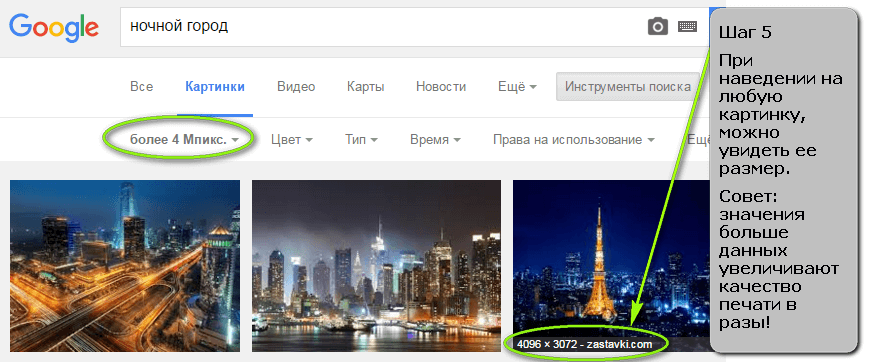 Google
ночной город
Все Картинки Видео Карты Новости Ещё Инструменты поиска
более 4 Мпикс. Цвет Тип Время Права на использование Ещё
4096 × 3072 - zastavki.com
Шаг 5
При
наведении на
любую
картинку,
можно
увидеть ее
размер.
Совет:
значения
больше
данных
увеличивают
качество
печати в
разы!